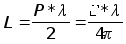 L = P*λ/2 = ∵̈*λ/4π